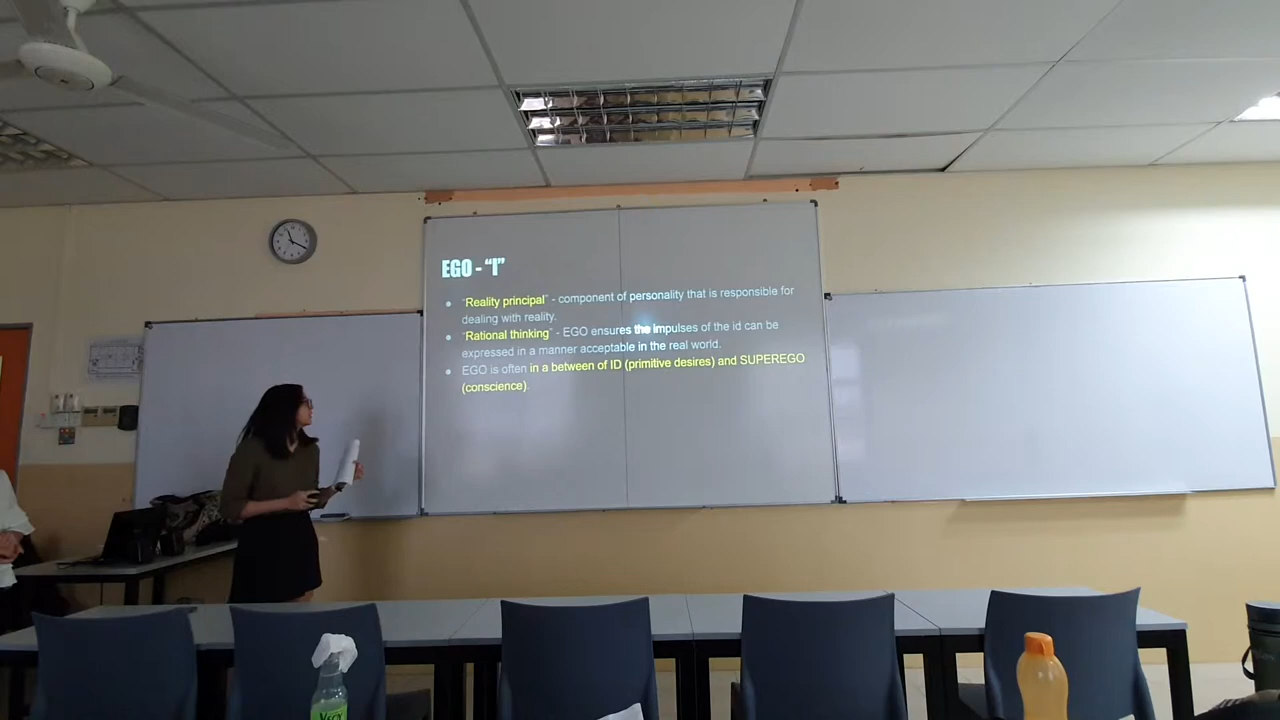 EGO - "I"
● "Reality principal" - component of personality that is responsible for
dealing with reality.
● "Rational thinking" - EGO ensures the impulses of the id can be
expressed in a manner acceptable in the real world.
● EGO is often in a between of ID (primitive desires) and SUPEREGO
(conscience).